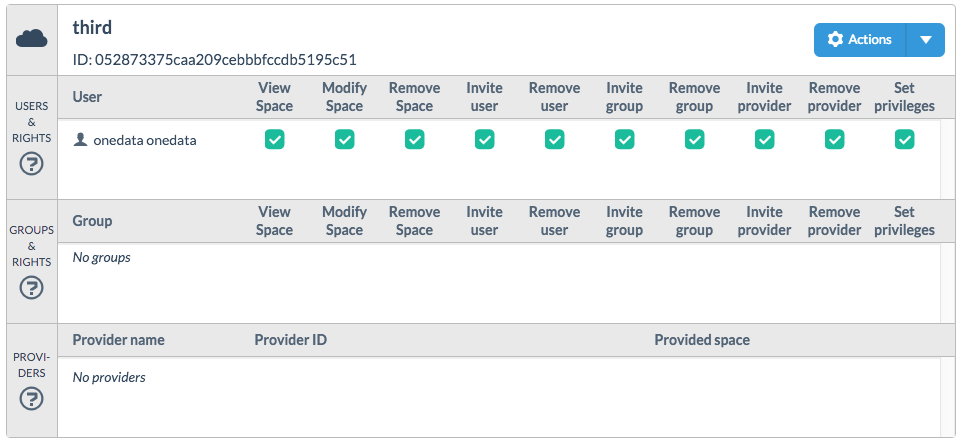 third
Actions
ID: 052873375caa209cebbbfccdb5195c51
USERS
&
RIGHTS
?
User View Space Modify Space Remove Space Invite user Remove user Invite group Remove group Invite provider Remove provider Set privileges
onedata onedata
GROUPS
&
RIGHTS
?
Group View Space Modify Space Remove Space Invite user Remove user Invite group Remove group Invite provider Remove provider Set privileges
No groups
PROVI-
DERS
?
Provider name Provider ID Provided space
No providers